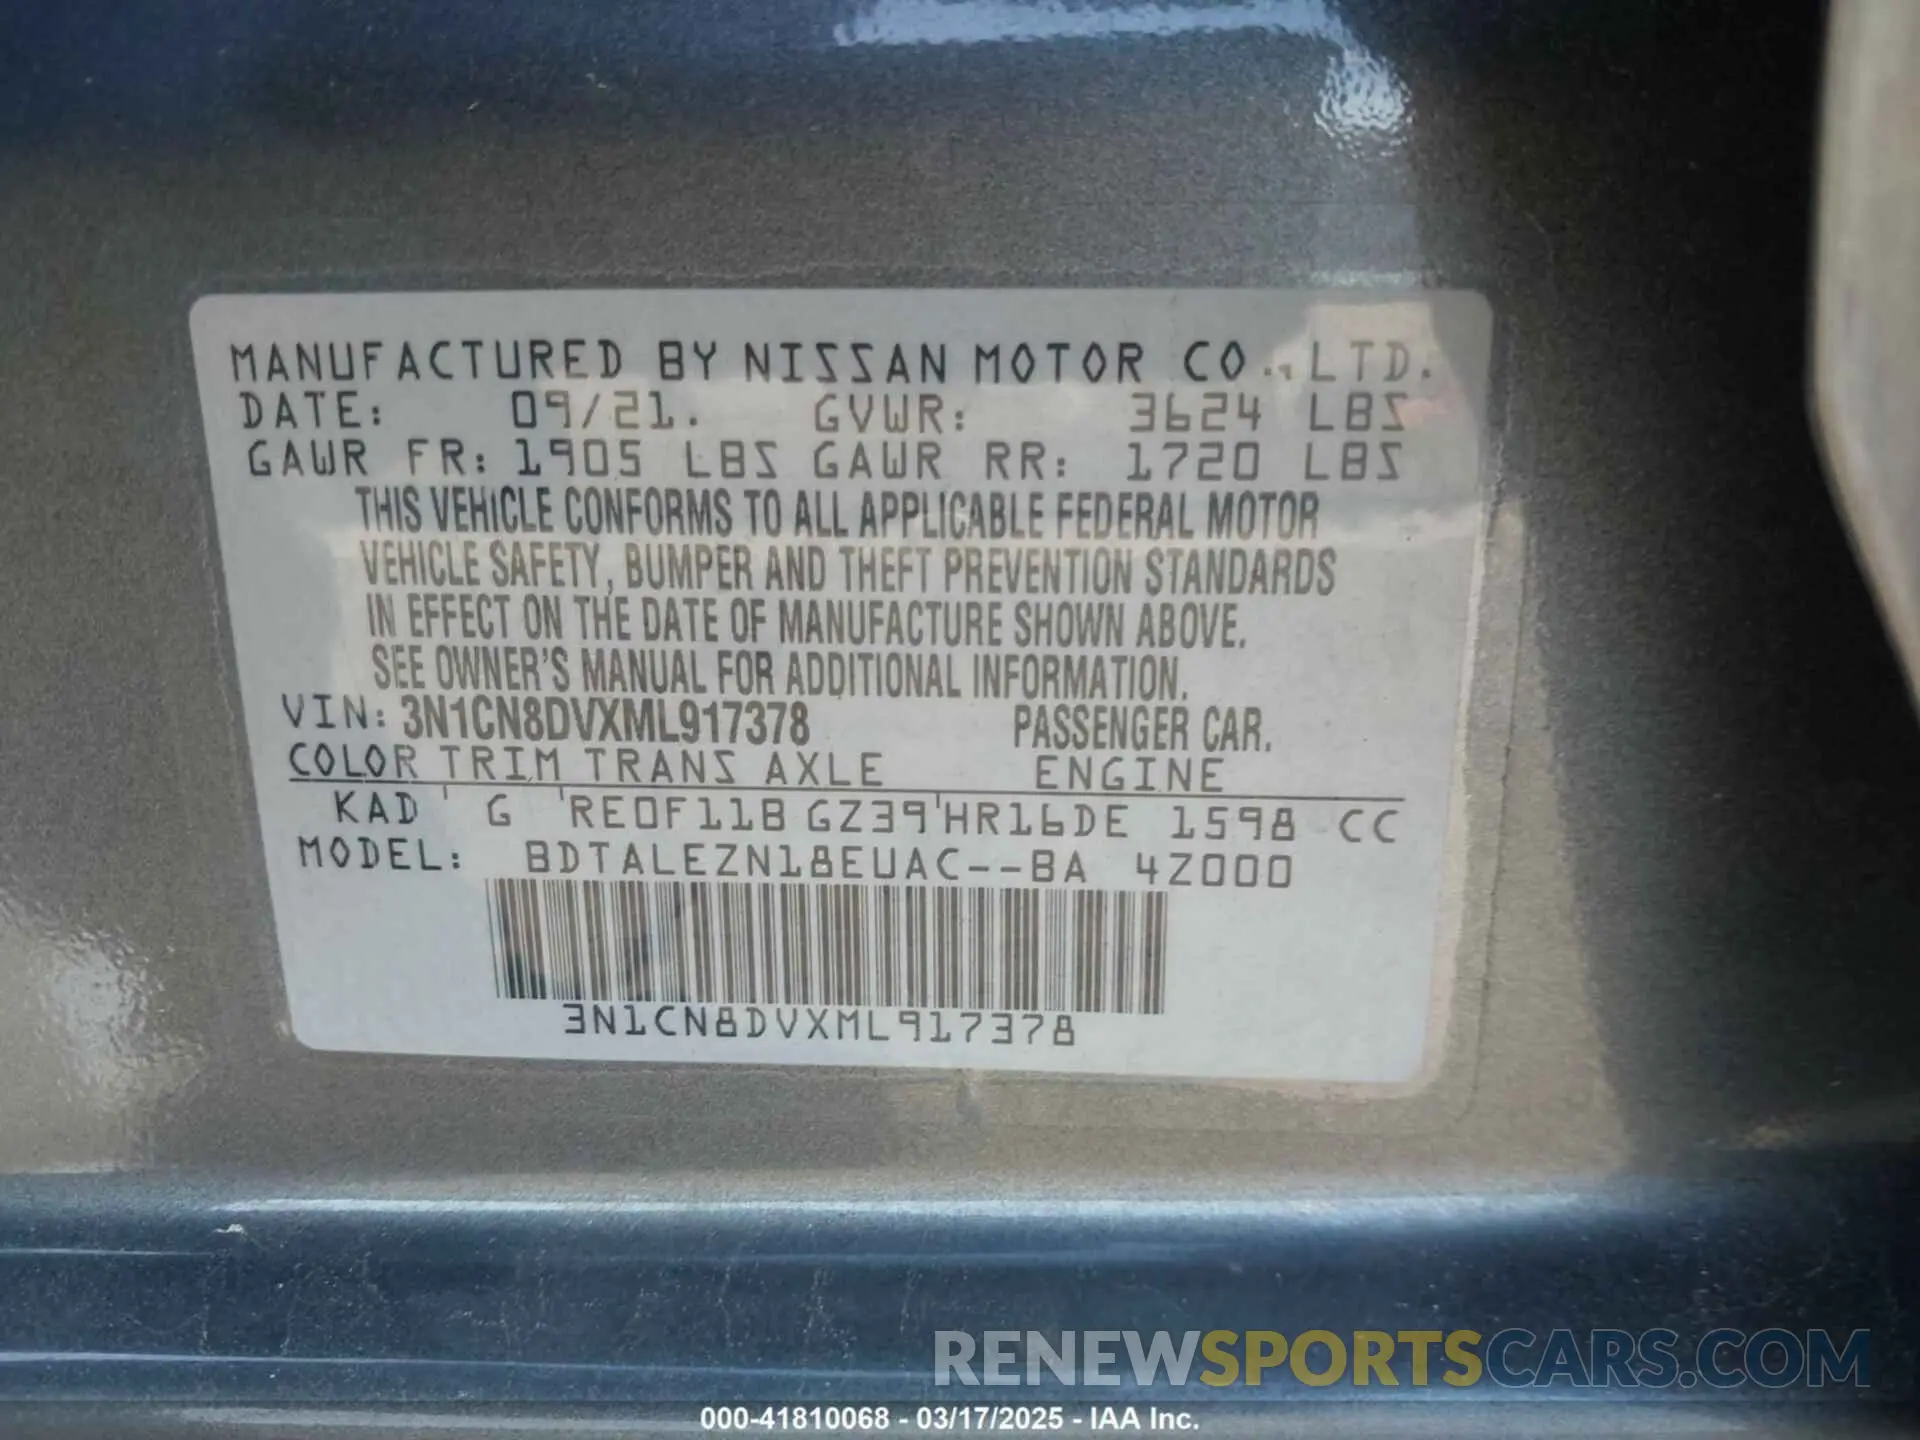 MANUFACTURED BY NISSAN MOTOR CO., LTD.
DATE: 09/21. GVWR: 3624 LBS
GAWR FR: 1905 LBS GAWR RR: 1720 LBS
THIS VEHICLE CONFORMS TO ALL APPLICABLE FEDERAL MOTOR
VEHICLE SAFETY, BUMPER AND THEFT PREVENTION STANDARDS
IN EFFECT ON THE DATE OF MANUFACTURE SHOWN ABOVE.
SEE OWNER'S MANUAL FOR ADDITIONAL INFORMATION.
VIN: 3N1CN8DVXML917378 PASSENGER CAR.
COLOR TRIM TRANS AXLE ENGINE
KAD G RE0F11B GZ39 HR16DE 1598 CC
MODEL: BDTALEZN18EUAC--BA 4Z000
3N1CN8DVXML917378
RENEWSPORTSCARS.COM
000-41810068 - 03/17/2025 - IAA Inc.